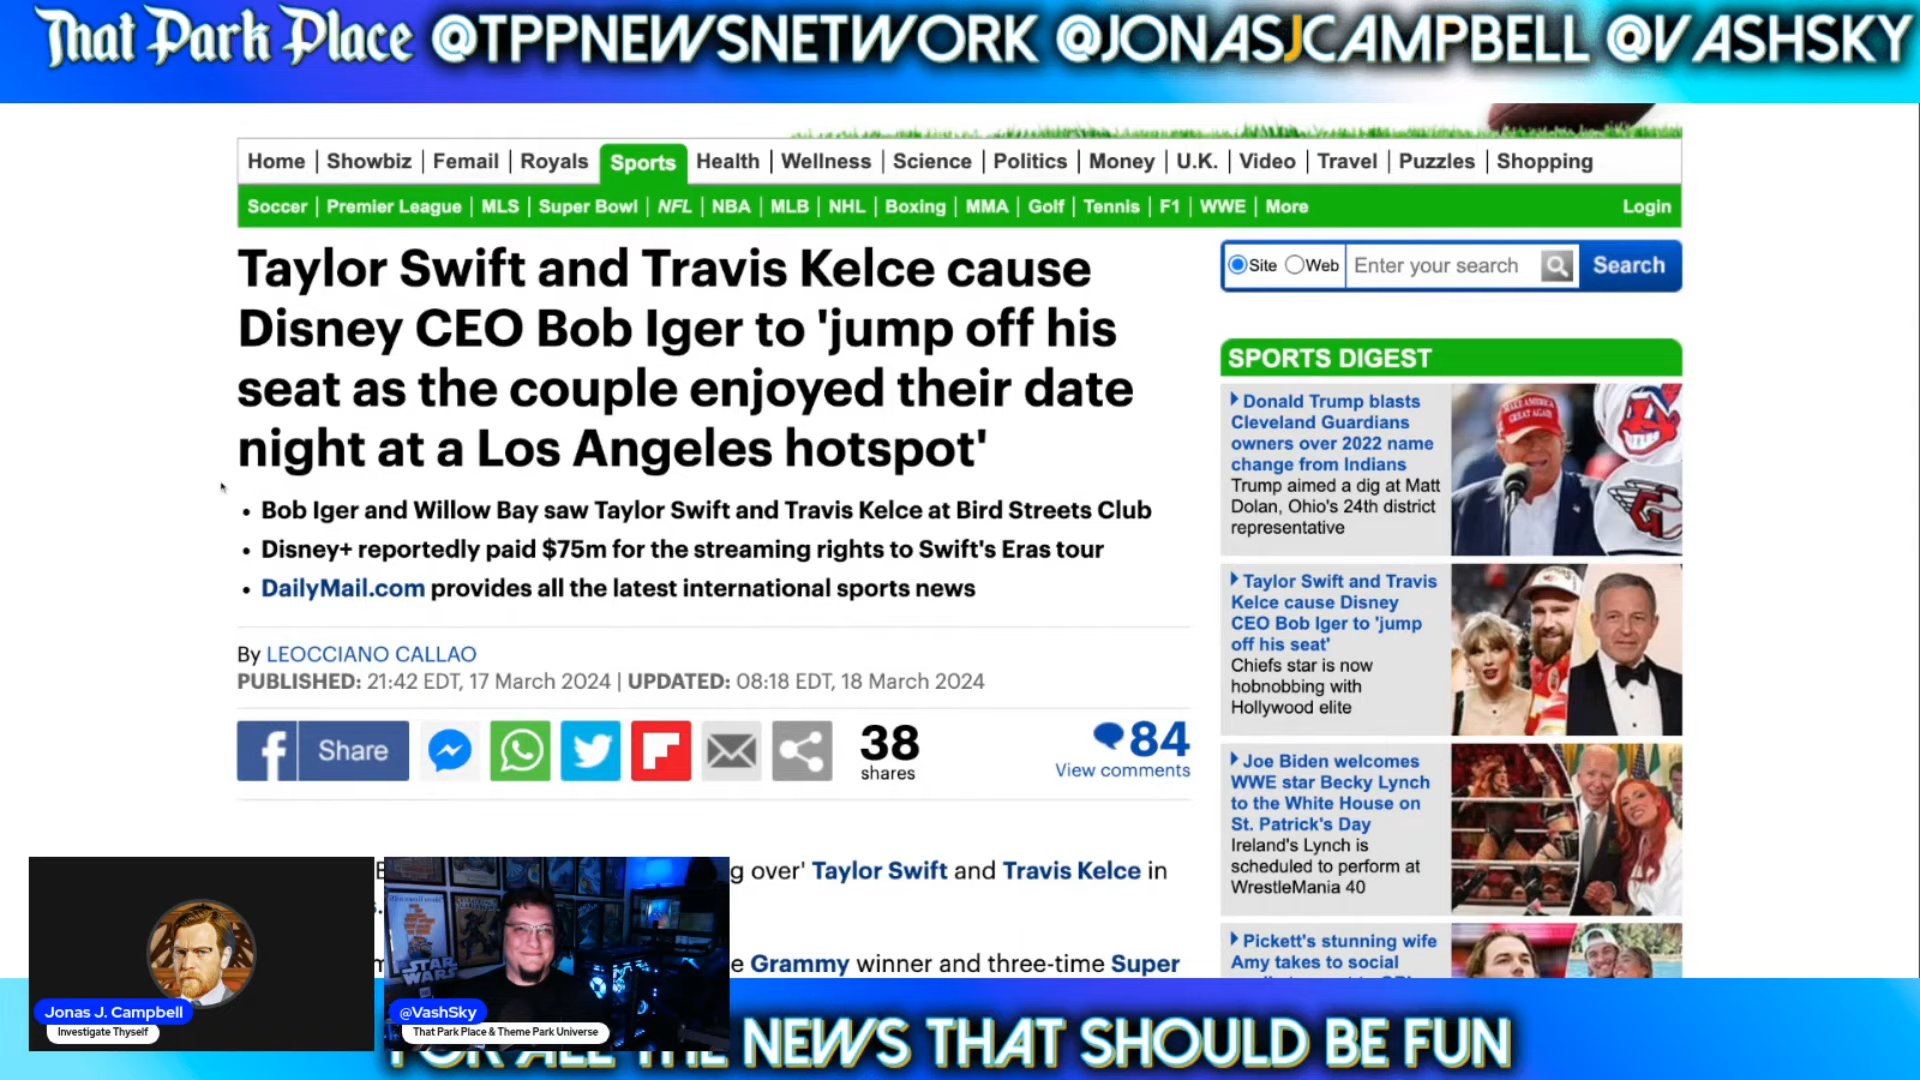 That Park Place @TPPNEWSNETWORK @JONASJCAMPBELL @VASHSKY
Home | Showbiz | Femail | Royals Sports Health | Wellness | Science | Politics | Money | U.K. | Video | Travel | Puzzles | Shopping
Soccer | Premier League | MLS | Super Bowl | NFL | NBA | MLB | NHL | Boxing | MMA | Golf | Tennis | F1 | WWE | More Login
Taylor Swift and Travis Kelce cause
Disney CEO Bob Iger to 'jump off his
seat as the couple enjoyed their date
night at a Los Angeles hotspot'
• Bob Iger and Willow Bay saw Taylor Swift and Travis Kelce at Bird Streets Club
• Disney+ reportedly paid $75m for the streaming rights to Swift's Eras tour
• DailyMail.com provides all the latest international sports news
By LEOCCIANO CALLAO
PUBLISHED: 21:42 EDT, 17 March 2024 | UPDATED: 08:18 EDT, 18 March 2024
Share
38
shares
84
View comments
g over' Taylor Swift and Travis Kelce in
e Grammy winner and three-time Super
Site Web Enter your search Search
SPORTS DIGEST
Donald Trump blasts
Cleveland Guardians
owners over 2022 name
change from Indians
Trump aimed a dig at Matt
Dolan, Ohio's 24th district
representative
Taylor Swift and Travis
Kelce cause Disney
CEO Bob Iger to 'jump
off his seat'
Chiefs star is now
hobnobbing with
Hollywood elite
Joe Biden welcomes
WWE star Becky Lynch
to the White House on
St. Patrick's Day
Ireland's Lynch is
scheduled to perform at
WrestleMania 40
Pickett's stunning wife
Amy takes to social
STAR
WARS
Jonas J. Campbell
Investigate Thyself
@VashSky
That Park Place & Theme Park Universe
FOR ALL THE NEWS THAT SHOULD BE FUN